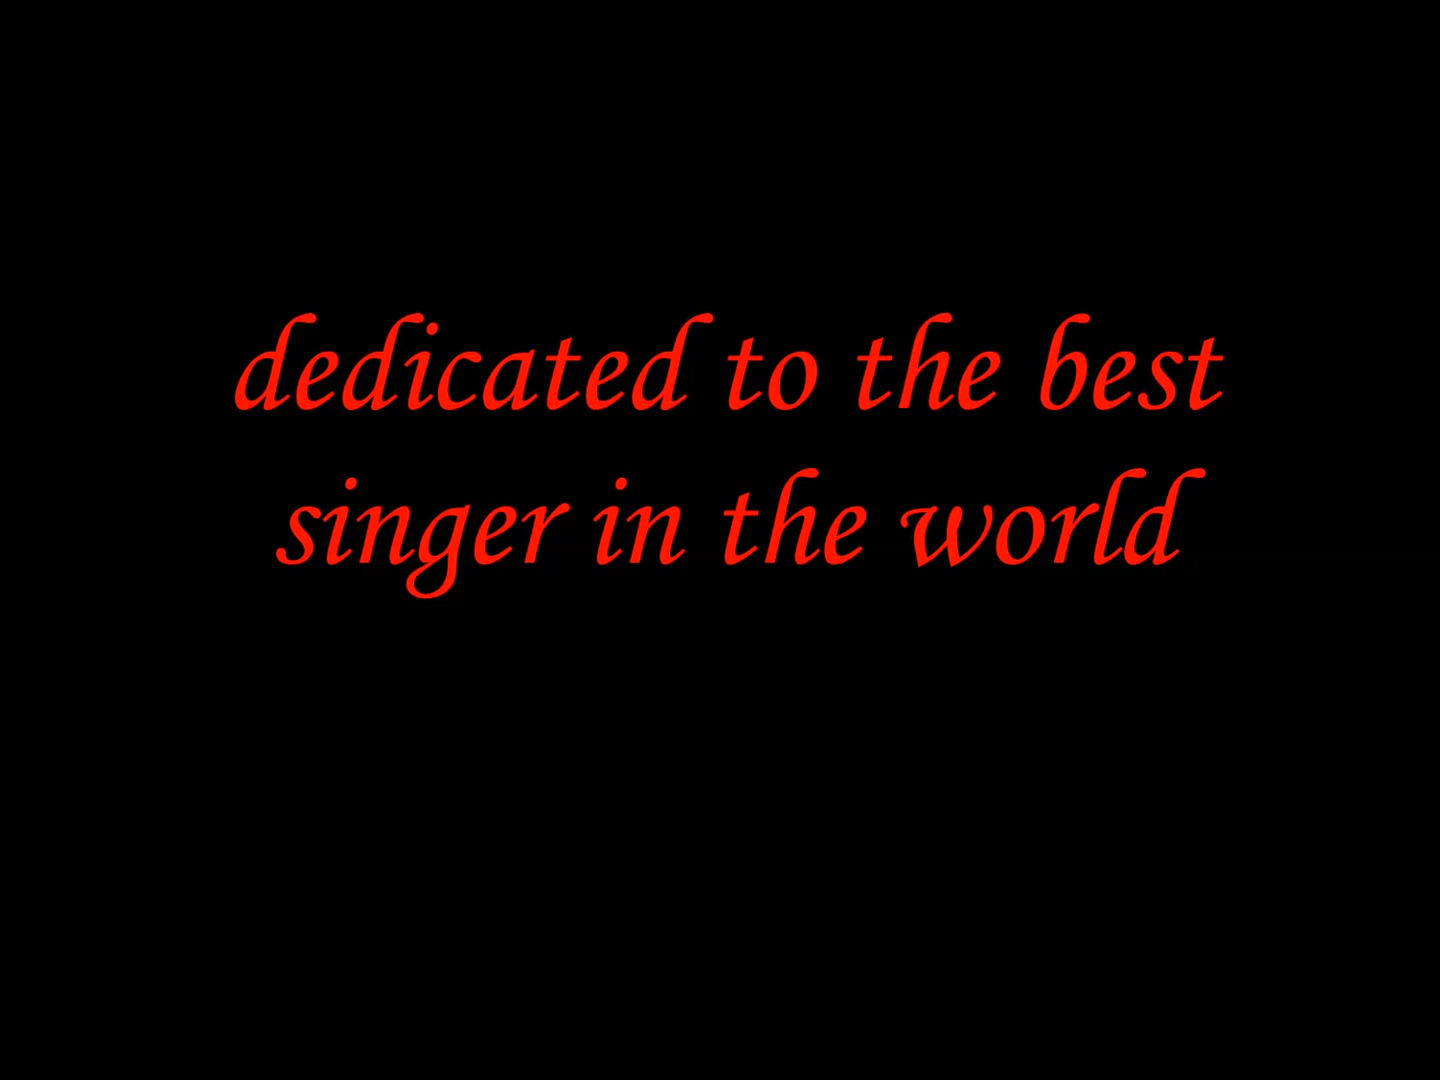 dedicated to the best
singer in the world